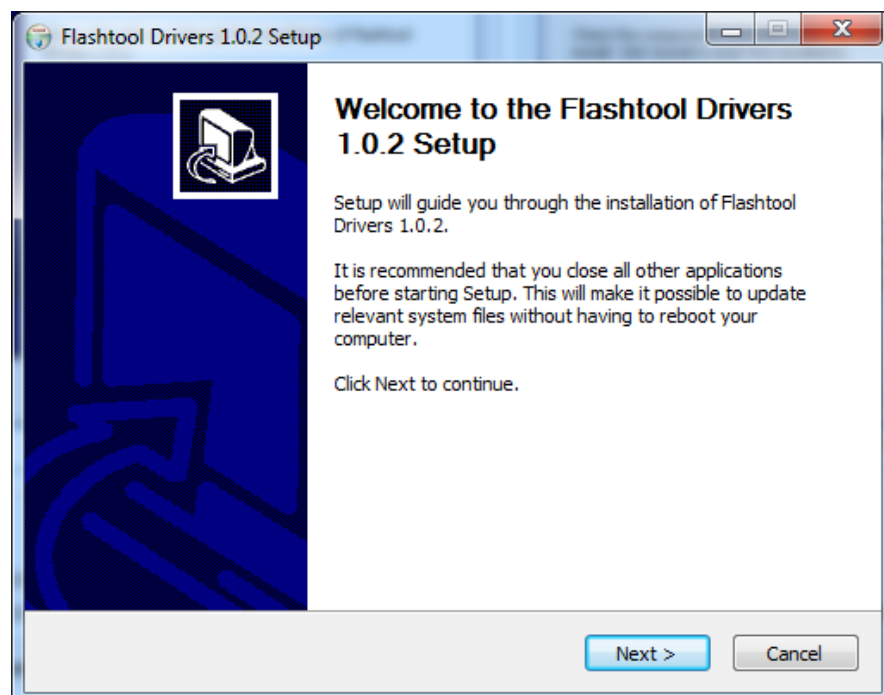 Flashtool Drivers 1.0.2 Setup
Welcome to the Flashtool Drivers
1.0.2 Setup
Setup will guide you through the installation of Flashtool
Drivers 1.0.2.
It is recommended that you close all other applications
before starting Setup. This will make it possible to update
relevant system files without having to reboot your
computer.
Click Next to continue.
Next >
Cancel